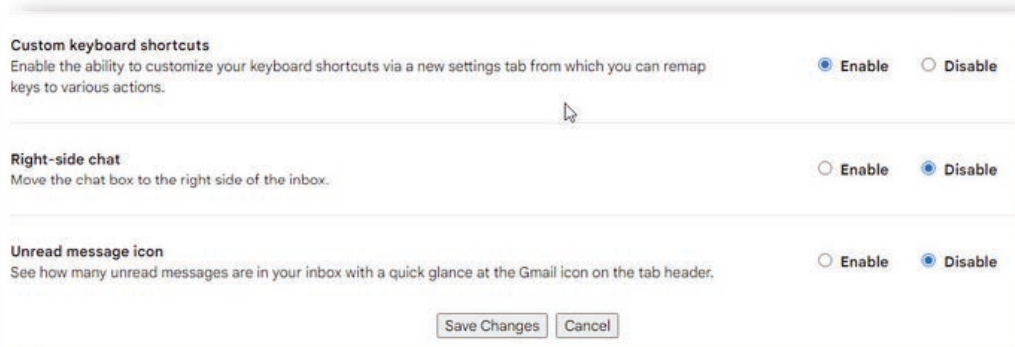 Custom keyboard shortcuts
Enable the ability to customize your keyboard shortcuts via a new settings tab from which you can remap
keys to various actions.
Enable Disable
Right-side chat
Move the chat box to the right side of the inbox.
Enable Disable
Unread message icon
See how many unread messages are in your inbox with a quick glance at the Gmail icon on the tab header.
Enable Disable
Save Changes Cancel